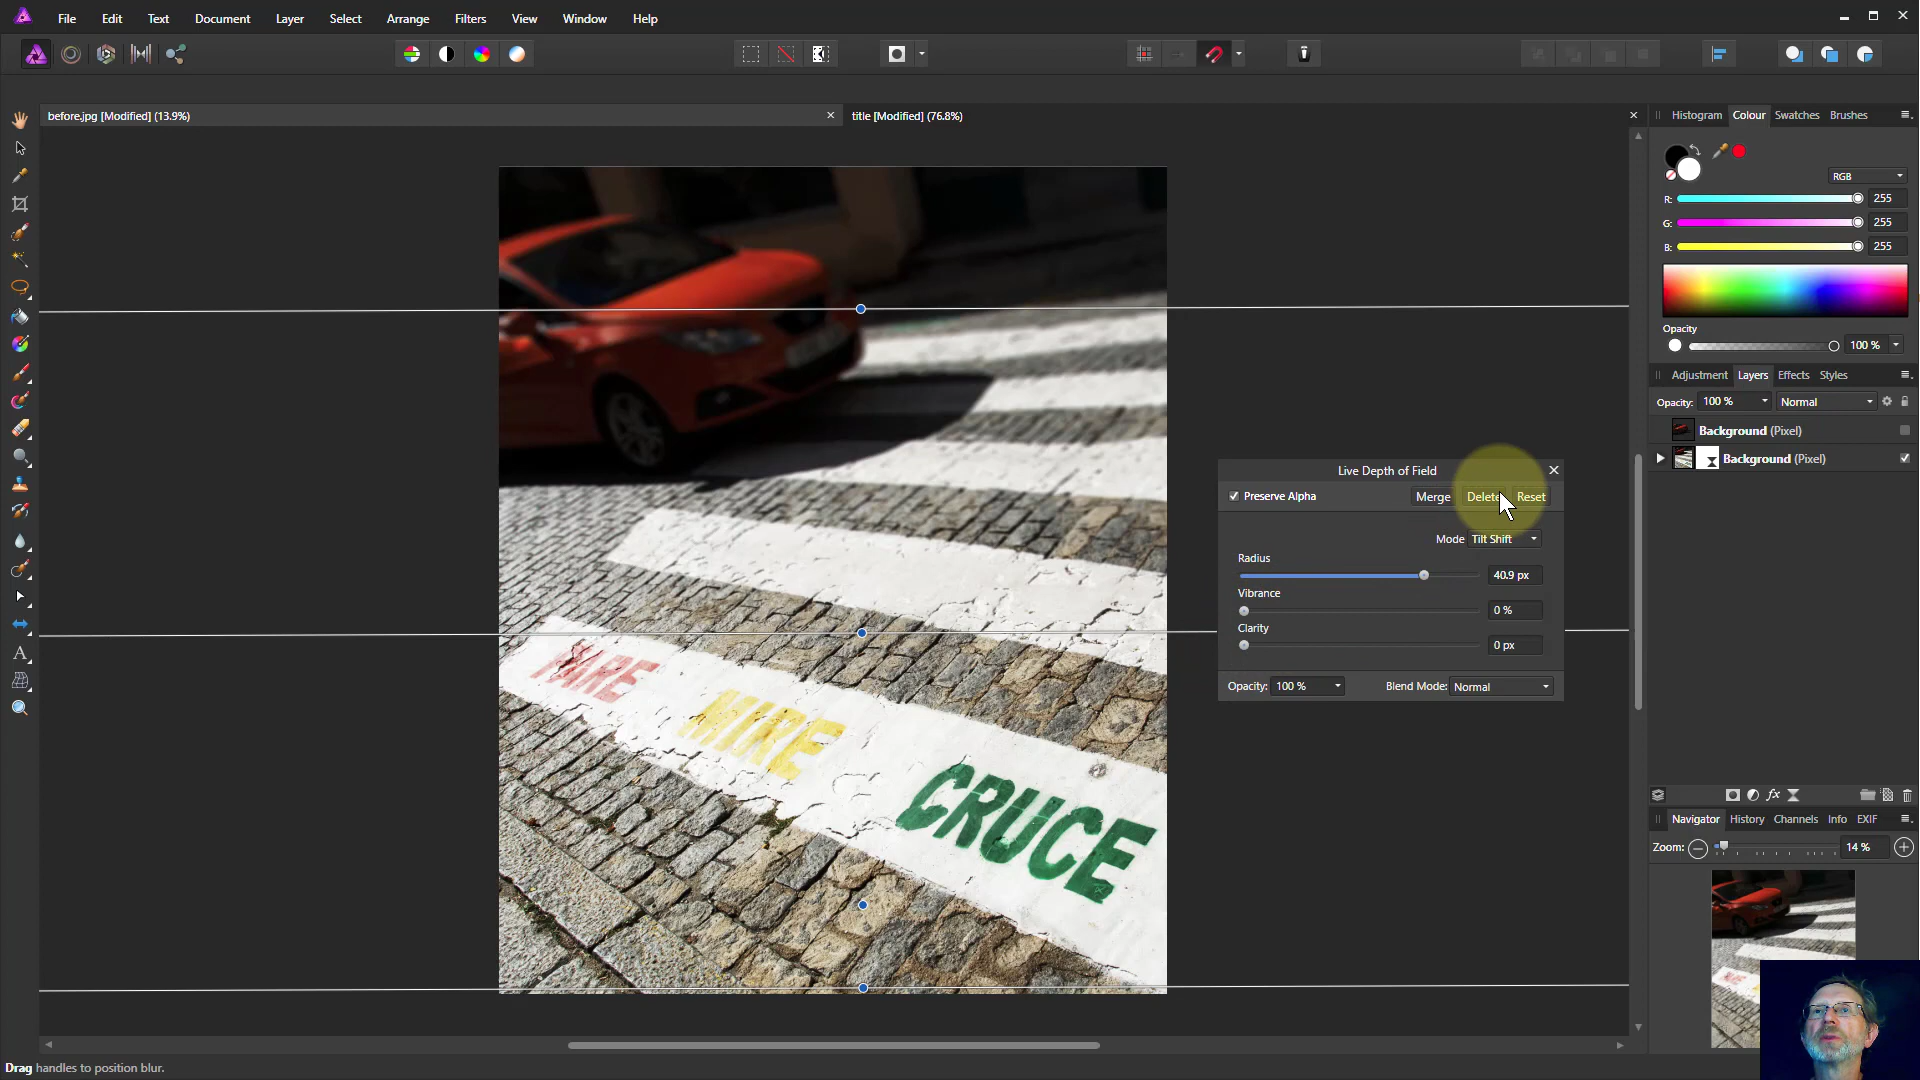 File Edit Text Document Layer Select Arrange Filters View Window Help
before.jpg [Modified] (13.9%)
title [Modified] (76.8%)
Histogram Colour Swatches Brushes
RGB
R: 255
G: 255
B: 255
Opacity
100 %
Adjustment Layers Effects Styles
Opacity: 100 % Normal
Background (Pixel)
Background (Pixel)
Live Depth of Field
Preserve Alpha Merge Delete Reset
Mode Tilt Shift
Radius
40.9 px
Vibrance
0 %
Clarity
0 px
Opacity: 100 % Blend Mode: Normal
PARE
MIRE
CRUCE
fx
Navigator History Channels Info EXIF
Zoom: 14 %
Drag handles to position blur.